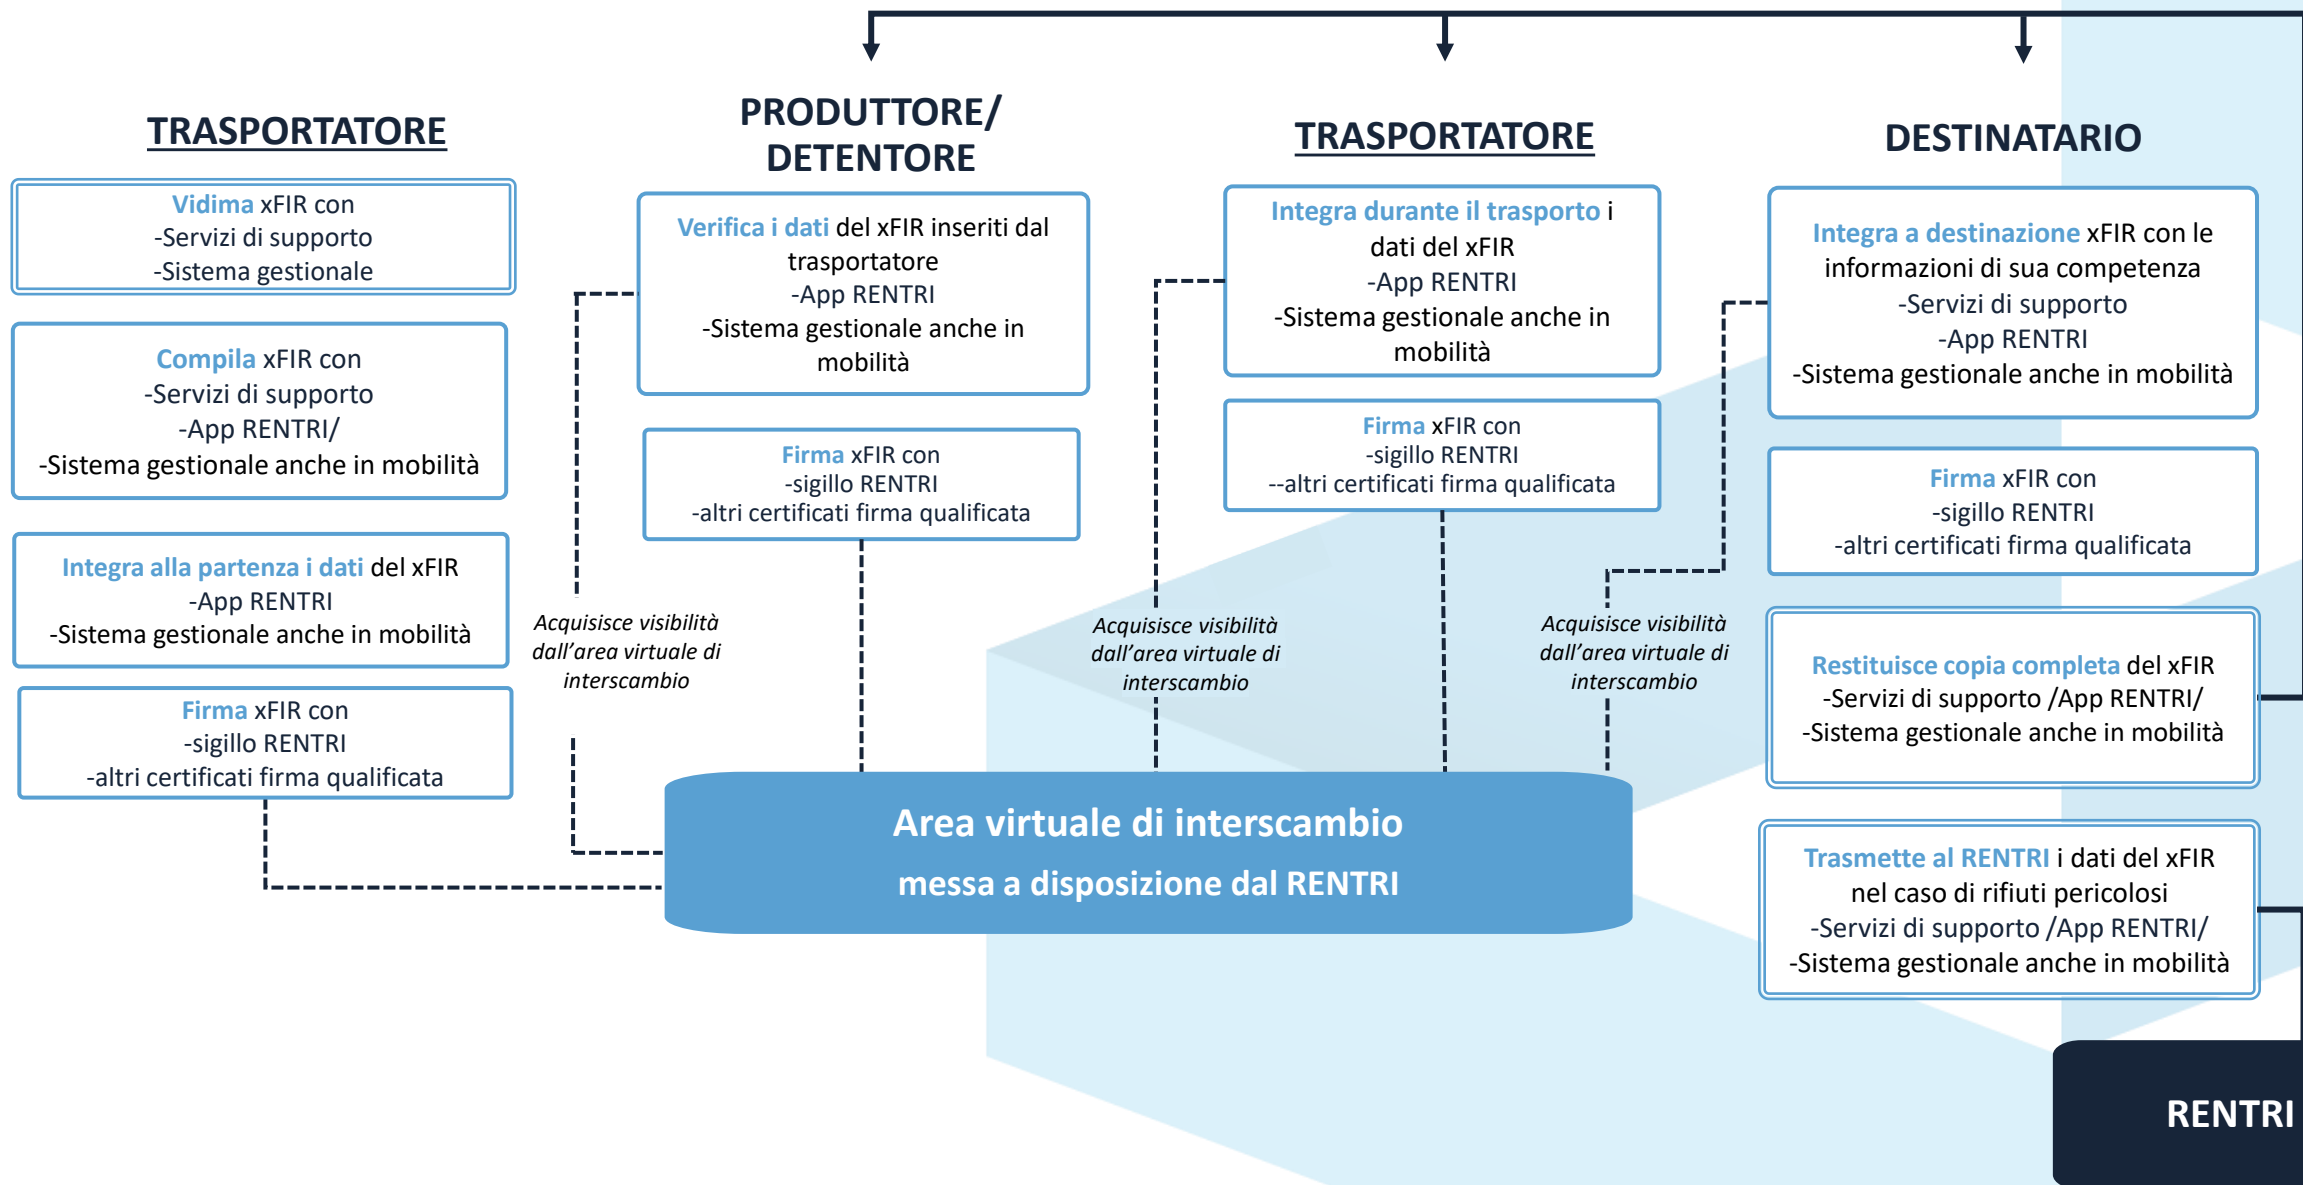 TRASPORTATORE
Vidima xFIR con
-Servizi di supporto
-Sistema gestionale
Compila xFIR con
-Servizi di supporto
-App RENTRI/
-Sistema gestionale anche in mobilità
Integra alla partenza i dati del xFIR
-App RENTRI
-Sistema gestionale anche in mobilità
Firma xFIR con
-sigillo RENTRI
-altri certificati firma qualificata
PRODUTTORE/
DETENTORE
Verifica i dati del xFIR inseriti dal
trasportatore
-App RENTRI
-Sistema gestionale anche in
mobilità
Firma xFIR con
-sigillo RENTRI
-altri certificati firma qualificata
Acquisisce visibilità
dall'area virtuale di
interscambio
TRASPORTATORE
Integra durante il trasporto i
dati del xFIR
-App RENTRI
-Sistema gestionale anche in
mobilità
Firma xFIR con
-sigillo RENTRI
--altri certificati firma qualificata
Acquisisce visibilità
dall'area virtuale di
interscambio
DESTINATARIO
Integra a destinazione xFIR con le
informazioni di sua competenza
-Servizi di supporto
-App RENTRI
-Sistema gestionale anche in mobilità
Firma xFIR con
-sigillo RENTRI
-altri certificati firma qualificata
Acquisisce visibilità
dall'area virtuale di
interscambio
Restituisce copia completa del xFIR
-Servizi di supporto /App RENTRI/
-Sistema gestionale anche in mobilità
Trasmette al RENTRI i dati del xFIR
nel caso di rifiuti pericolosi
-Servizi di supporto /App RENTRI/
-Sistema gestionale anche in mobilità
Area virtuale di interscambio
messa a disposizione dal RENTRI
RENTRI